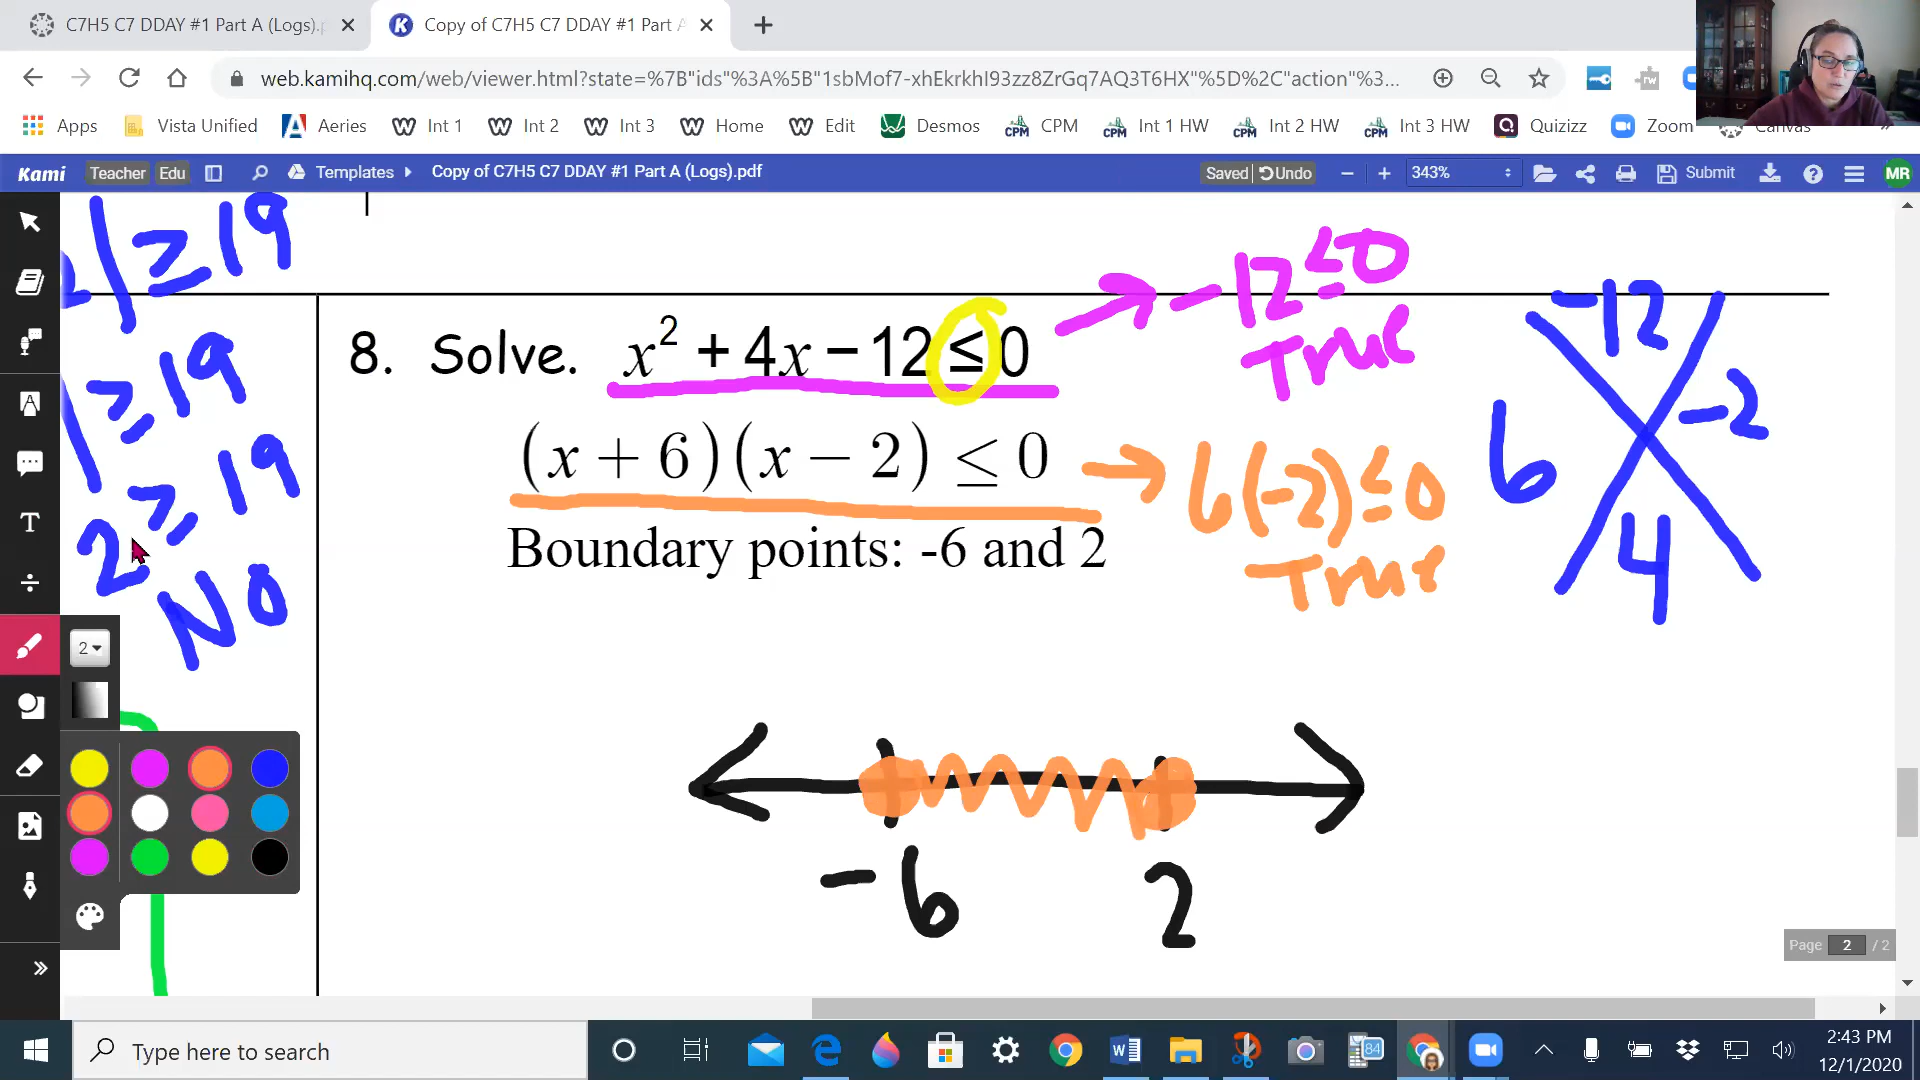 C7H5 C7 DDAY #1 Part A (Logs).p
Copy of C7H5 C7 DDAY #1 Part A
web.kamihq.com/web/viewer.html?state=%7B"ids"%3A%5B"1sbMof7-xhEkrkhI93zz8ZrGq7AQ3T6HX"%5D%2C"action"%3...
Apps Vista Unified Aeries Int 1 Int 2 Int 3 Home Edit Desmos CPM Int 1 HW Int 2 HW Int 3 HW Quizizz Zoom Canvas »
Kami Teacher Edu Templates Copy of C7H5 C7 DDAY #1 Part A (Logs).pdf Saved Undo 343% Submit MR
≥ 19
≥ 19
2 ≥ 19
NO
8. Solve. x² + 4x − 12 ≤ 0
→ -12 ≤ 0
True
(x + 6)(x − 2) ≤ 0
→ 6(-2) ≤ 0
True
Boundary points: -6 and 2
-12
6 -2
4
-6 2
2
Page 2 / 2
Type here to search
84
2:43 PM
12/1/2020